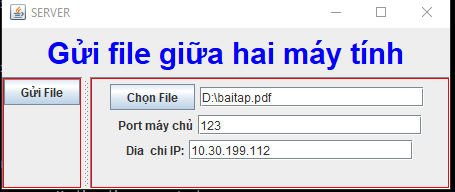 SERVER
Gửi file giữa hai máy tính
Gửi File
Chọn File D:\baitap.pdf
Port máy chủ 123
Dia chi IP: 10.30.199.112